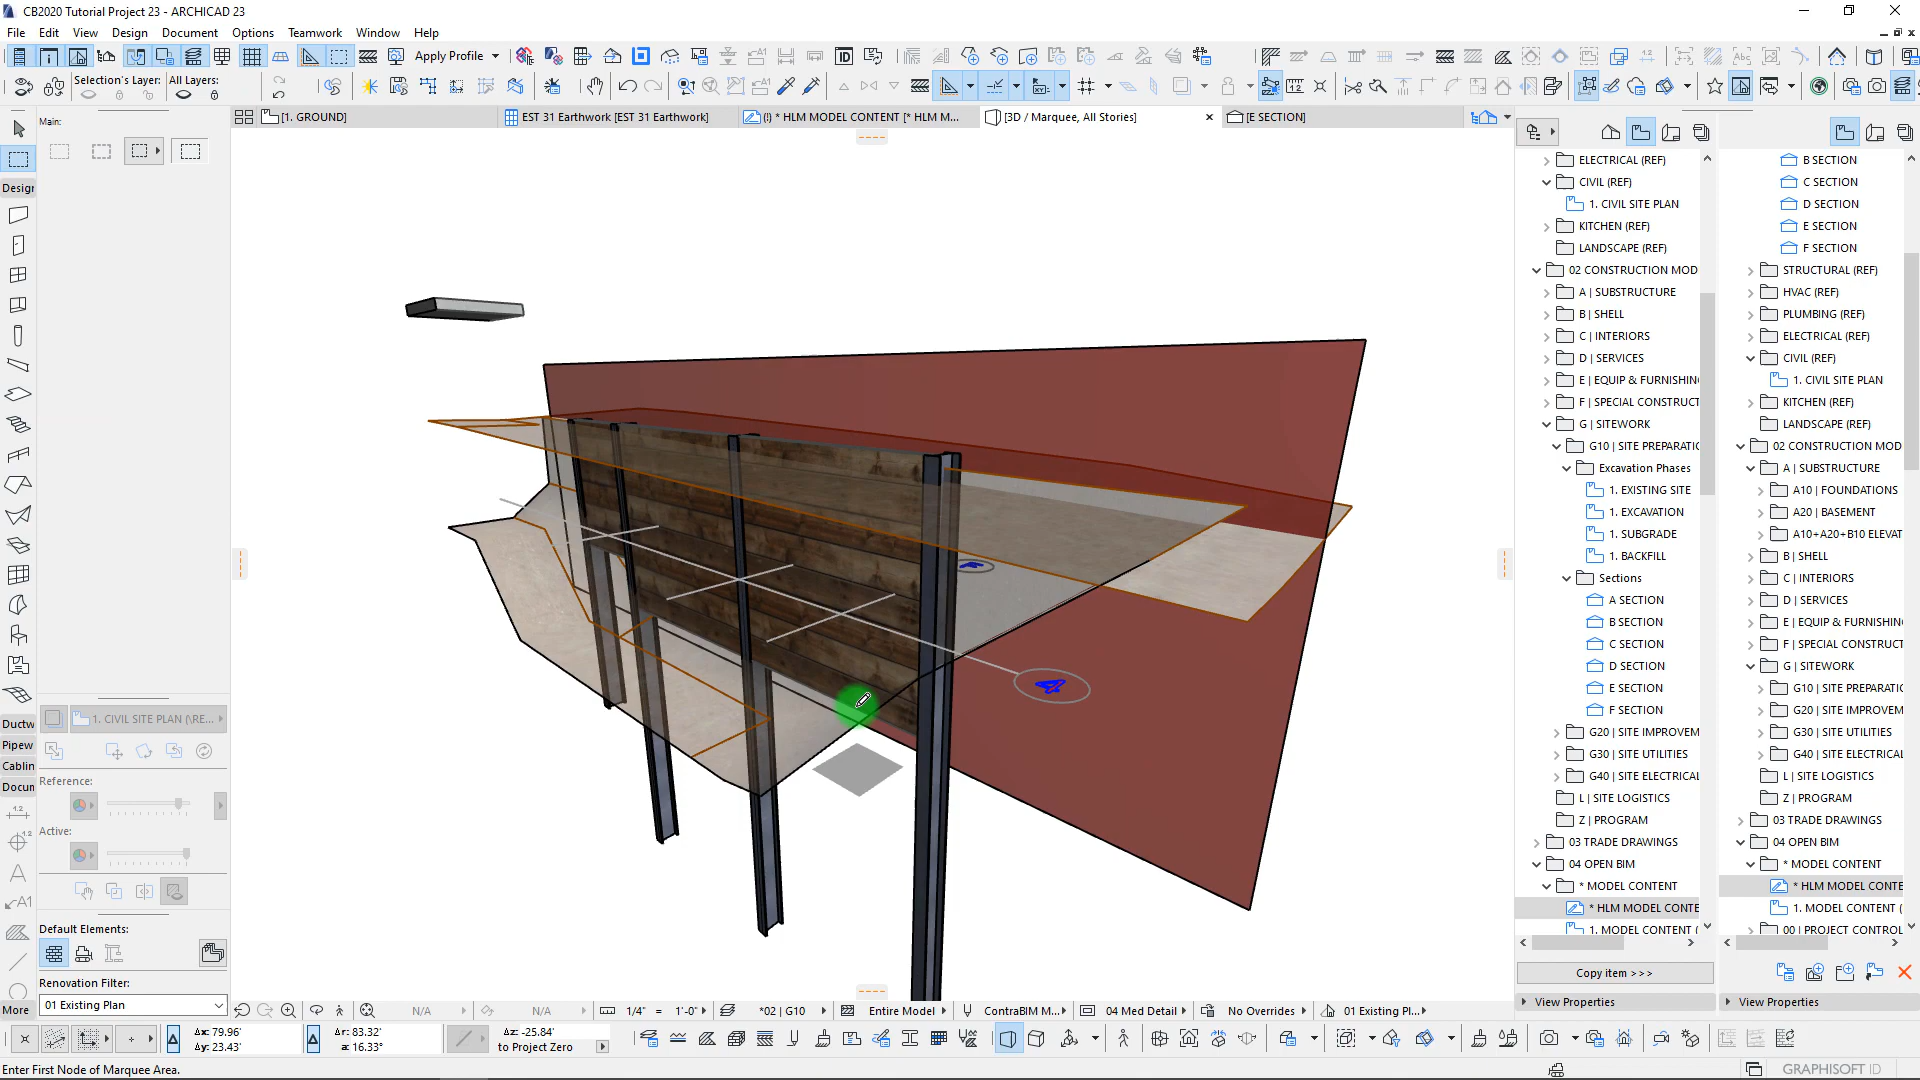 CB2020 Tutorial Project 23 - ARCHICAD 23
File Edit View Design Document Options Teamwork Window Help
Apply Profile
Selection's Layer: All Layers:
Main:
[1. GROUND]
EST 31 Earthwork [EST 31 Earthwork]
(!) * HLM MODEL CONTENT [* HLM M...
[3D / Marquee, All Stories]
[E SECTION]
Design
Ductw
Pipew
Cablin
Docum
More
1. CIVIL SITE PLAN (\RE...
Reference:
Active:
Default Elements:
Renovation Filter:
01 Existing Plan
ELECTRICAL (REF)
CIVIL (REF)
1. CIVIL SITE PLAN
KITCHEN (REF)
LANDSCAPE (REF)
02 CONSTRUCTION MOD
A | SUBSTRUCTURE
B | SHELL
C | INTERIORS
D | SERVICES
E | EQUIP & FURNISHIN
F | SPECIAL CONSTRUCT
G | SITEWORK
G10 | SITE PREPARATIC
Excavation Phases
1. EXISTING SITE
1. EXCAVATION
1. SUBGRADE
1. BACKFILL
Sections
A SECTION
B SECTION
C SECTION
D SECTION
E SECTION
F SECTION
G20 | SITE IMPROVEM
G30 | SITE UTILITIES
G40 | SITE ELECTRICAL
L | SITE LOGISTICS
Z | PROGRAM
03 TRADE DRAWINGS
04 OPEN BIM
* MODEL CONTENT
* HLM MODEL CONTE
1. MODEL CONTENT (
Copy item >>>
View Properties
B SECTION
C SECTION
D SECTION
E SECTION
F SECTION
STRUCTURAL (REF)
HVAC (REF)
PLUMBING (REF)
ELECTRICAL (REF)
CIVIL (REF)
1. CIVIL SITE PLAN
KITCHEN (REF)
LANDSCAPE (REF)
02 CONSTRUCTION MOD
A | SUBSTRUCTURE
A10 | FOUNDATIONS
A20 | BASEMENT
A10+A20+B10 ELEVAT
B | SHELL
C | INTERIORS
D | SERVICES
E | EQUIP & FURNISHIN
F | SPECIAL CONSTRUCT
G | SITEWORK
G10 | SITE PREPARATIC
G20 | SITE IMPROVEM
G30 | SITE UTILITIES
G40 | SITE ELECTRICAL
L | SITE LOGISTICS
Z | PROGRAM
03 TRADE DRAWINGS
04 OPEN BIM
* MODEL CONTENT
* HLM MODEL CONTE
1. MODEL CONTENT (
00 | PROJECT CONTROL
View Properties
N/A N/A 1/4" = 1'-0" *02 | G10 Entire Model ContraBIM M... 04 Med Detail No Overrides 01 Existing Pl...
Δx: 79.96' Δr: 83.32' Δz: -25.84'
Δy: 23.43' a: 16.33° to Project Zero
Enter First Node of Marquee Area.
GRAPHISOFT ID